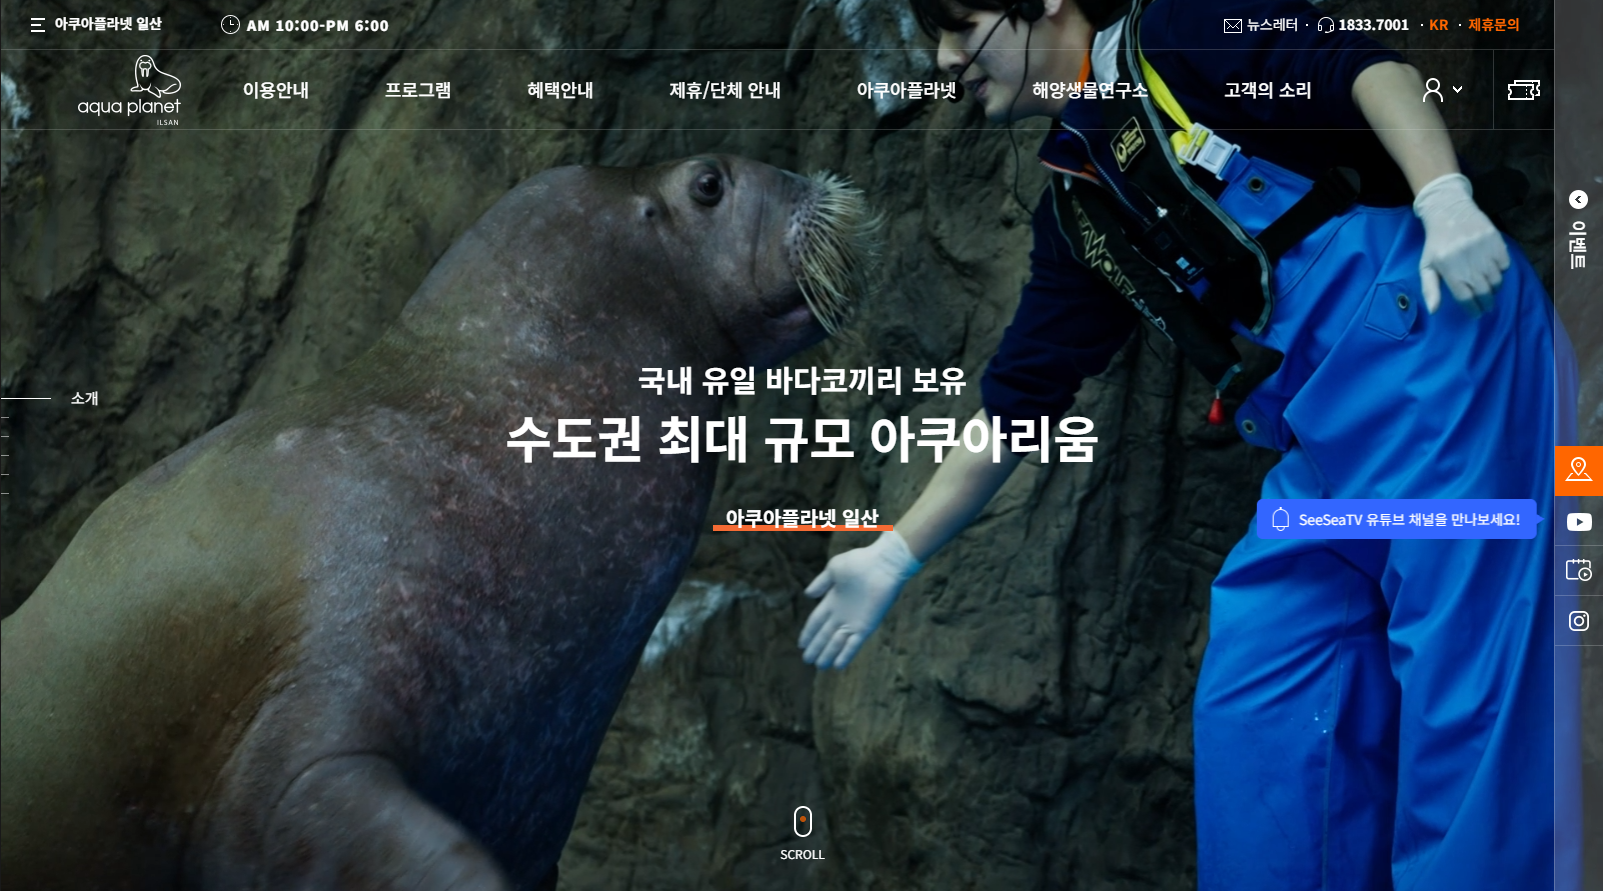 아쿠아플라넷 일산
AM 10:00-PM 6:00
뉴스레터
1833.7001
KR
제휴문의
aqua planet
ILSAN
이용안내
프로그램
혜택안내
제휴/단체 안내
아쿠아플라넷
해양생물연구소
고객의 소리
이벤트
국내 유일 바다코끼리 보유
소개
수도권 최대 규모 아쿠아리움
아쿠아플라넷 일산
SeeSeaTV 유튜브 채널을 만나보세요!
SCROLL